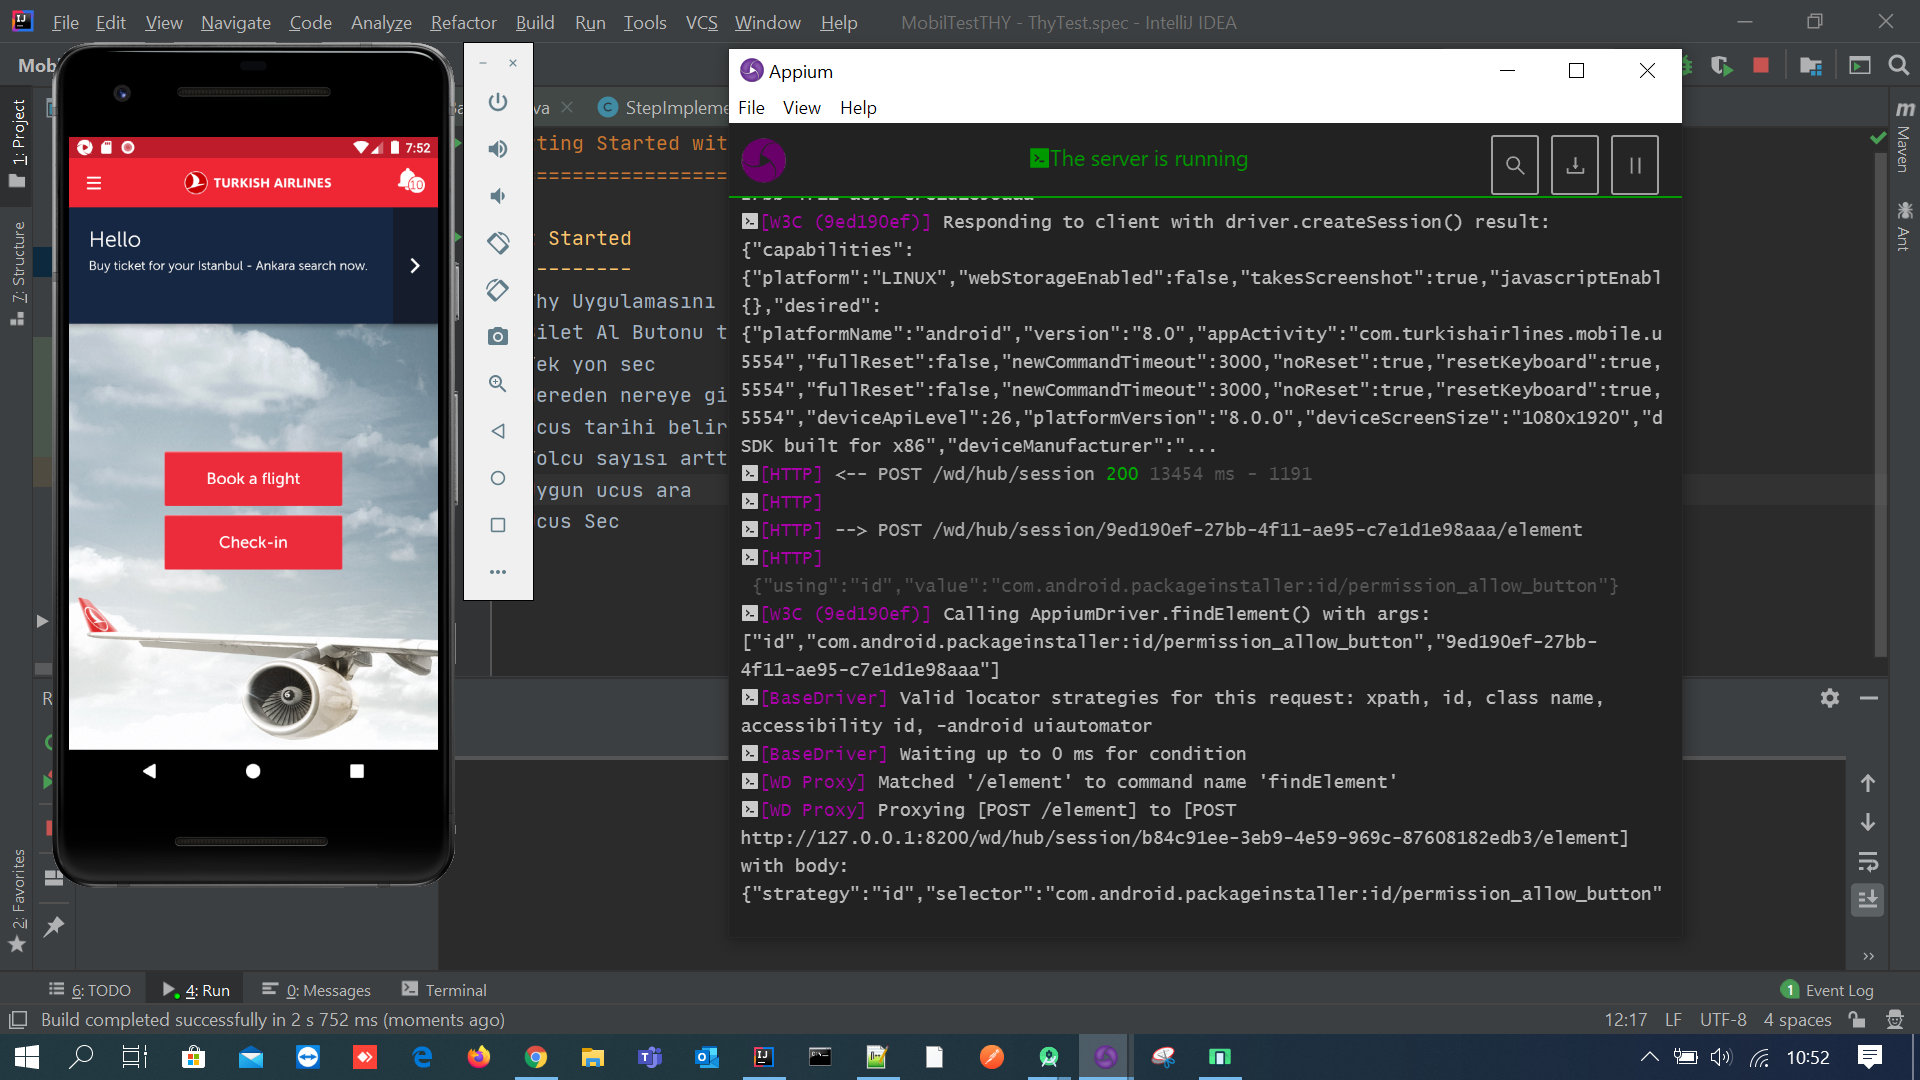 File Edit View Navigate Code Analyze Refactor Build Run Tools VCS Window Help MobilTestTHY - ThyTest.spec - IntelliJ IDEA
1: Project
7: Structure
2: Favorites
7:52
TURKISH AIRLINES
10
Hello
Buy ticket for your Istanbul - Ankara search now.
Book a flight
Check-in
StepImpleme
ting Started wit
=================
Started
--------
hy Uygulamasını
ilet Al Butonu t
ek yon sec
ereden nereye gi
cus tarihi belir
olcu sayısı artt
ygun ucus ara
cus Sec
Appium
File View Help
The server is running
[W3C (9ed190ef)] Responding to client with driver.createSession() result:
{"capabilities":
{"platform":"LINUX","webStorageEnabled":false,"takesScreenshot":true,"javascriptEnabl
{},"desired":
{"platformName":"android","version":"8.0","appActivity":"com.turkishairlines.mobile.u
5554","fullReset":false,"newCommandTimeout":3000,"noReset":true,"resetKeyboard":true,
5554","fullReset":false,"newCommandTimeout":3000,"noReset":true,"resetKeyboard":true,
5554","deviceApiLevel":26,"platformVersion":"8.0.0","deviceScreenSize":"1080x1920","d
SDK built for x86","deviceManufacturer":"...
[HTTP] <-- POST /wd/hub/session 200 13454 ms - 1191
[HTTP]
[HTTP] --> POST /wd/hub/session/9ed190ef-27bb-4f11-ae95-c7e1d1e98aaa/element
[HTTP]
{"using":"id","value":"com.android.packageinstaller:id/permission_allow_button"}
[W3C (9ed190ef)] Calling AppiumDriver.findElement() with args:
["id","com.android.packageinstaller:id/permission_allow_button","9ed190ef-27bb-
4f11-ae95-c7e1d1e98aaa"]
[BaseDriver] Valid locator strategies for this request: xpath, id, class name,
accessibility id, -android uiautomator
[BaseDriver] Waiting up to 0 ms for condition
[WD Proxy] Matched '/element' to command name 'findElement'
[WD Proxy] Proxying [POST /element] to [POST
http://127.0.0.1:8200/wd/hub/session/b84c91ee-3eb9-4e59-969c-87608182edb3/element]
with body:
{"strategy":"id","selector":"com.android.packageinstaller:id/permission_allow_button"
Maven
Ant
6: TODO 4: Run 0: Messages Terminal 1 Event Log
Build completed successfully in 2 s 752 ms (moments ago) 12:17 LF UTF-8 4 spaces
10:52